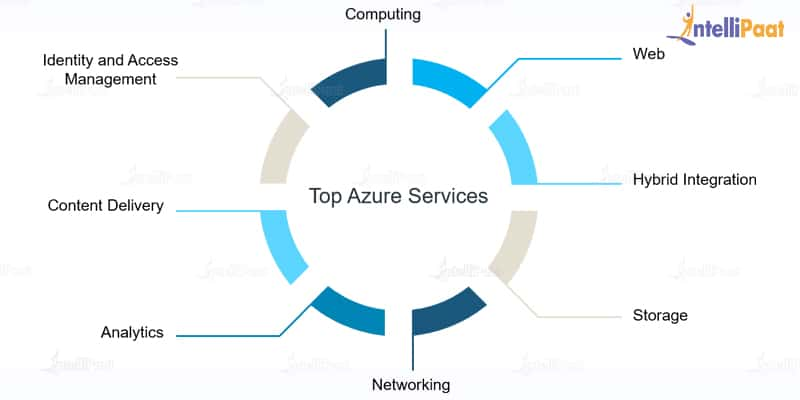 Computing
IntelliPaat
Identity and Access
Management
Web
Top Azure Services
Hybrid Integration
Content Delivery
Storage
Analytics
Networking